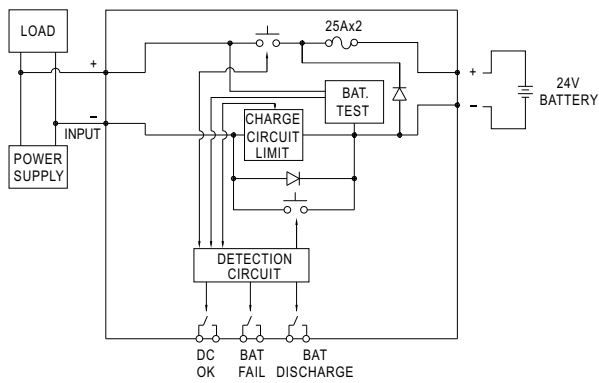 LOAD
25Ax2
+
+
24V
BATTERY
−
BAT.
TEST
CHARGE
CIRCUIT
LIMIT
−
INPUT
POWER
SUPPLY
DETECTION
CIRCUIT
DC
OK
BAT
FAIL
BAT
DISCHARGE